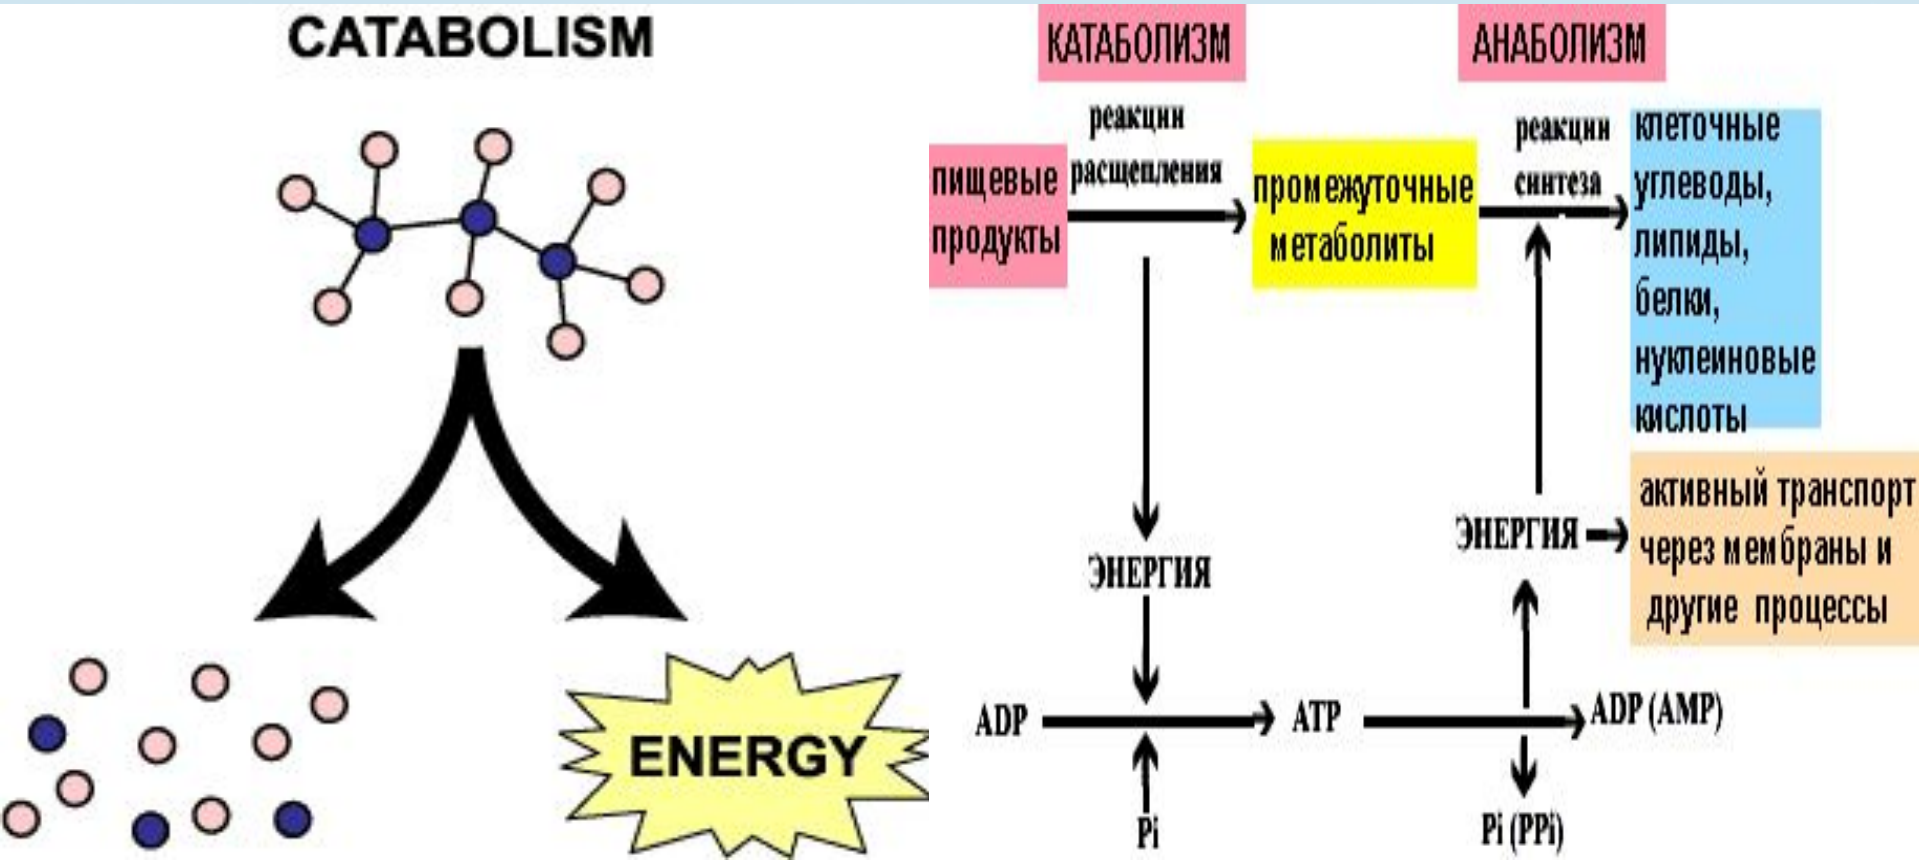 CATABOLISM
ENERGY
КАТАБОЛИЗМ
АНАБОЛИЗМ
пищевые
продукты
реакции
расщепления
промежуточные
метаболиты
реакции
синтеза
клеточные
углеводы,
липиды,
белки,
нуклеиновые
кислоты
ЭНЕРГИЯ
ЭНЕРГИЯ
активный транспорт
через мембраны и
другие процессы
ADP
ATP
ADP (AMP)
Pi
Pi (PPi)